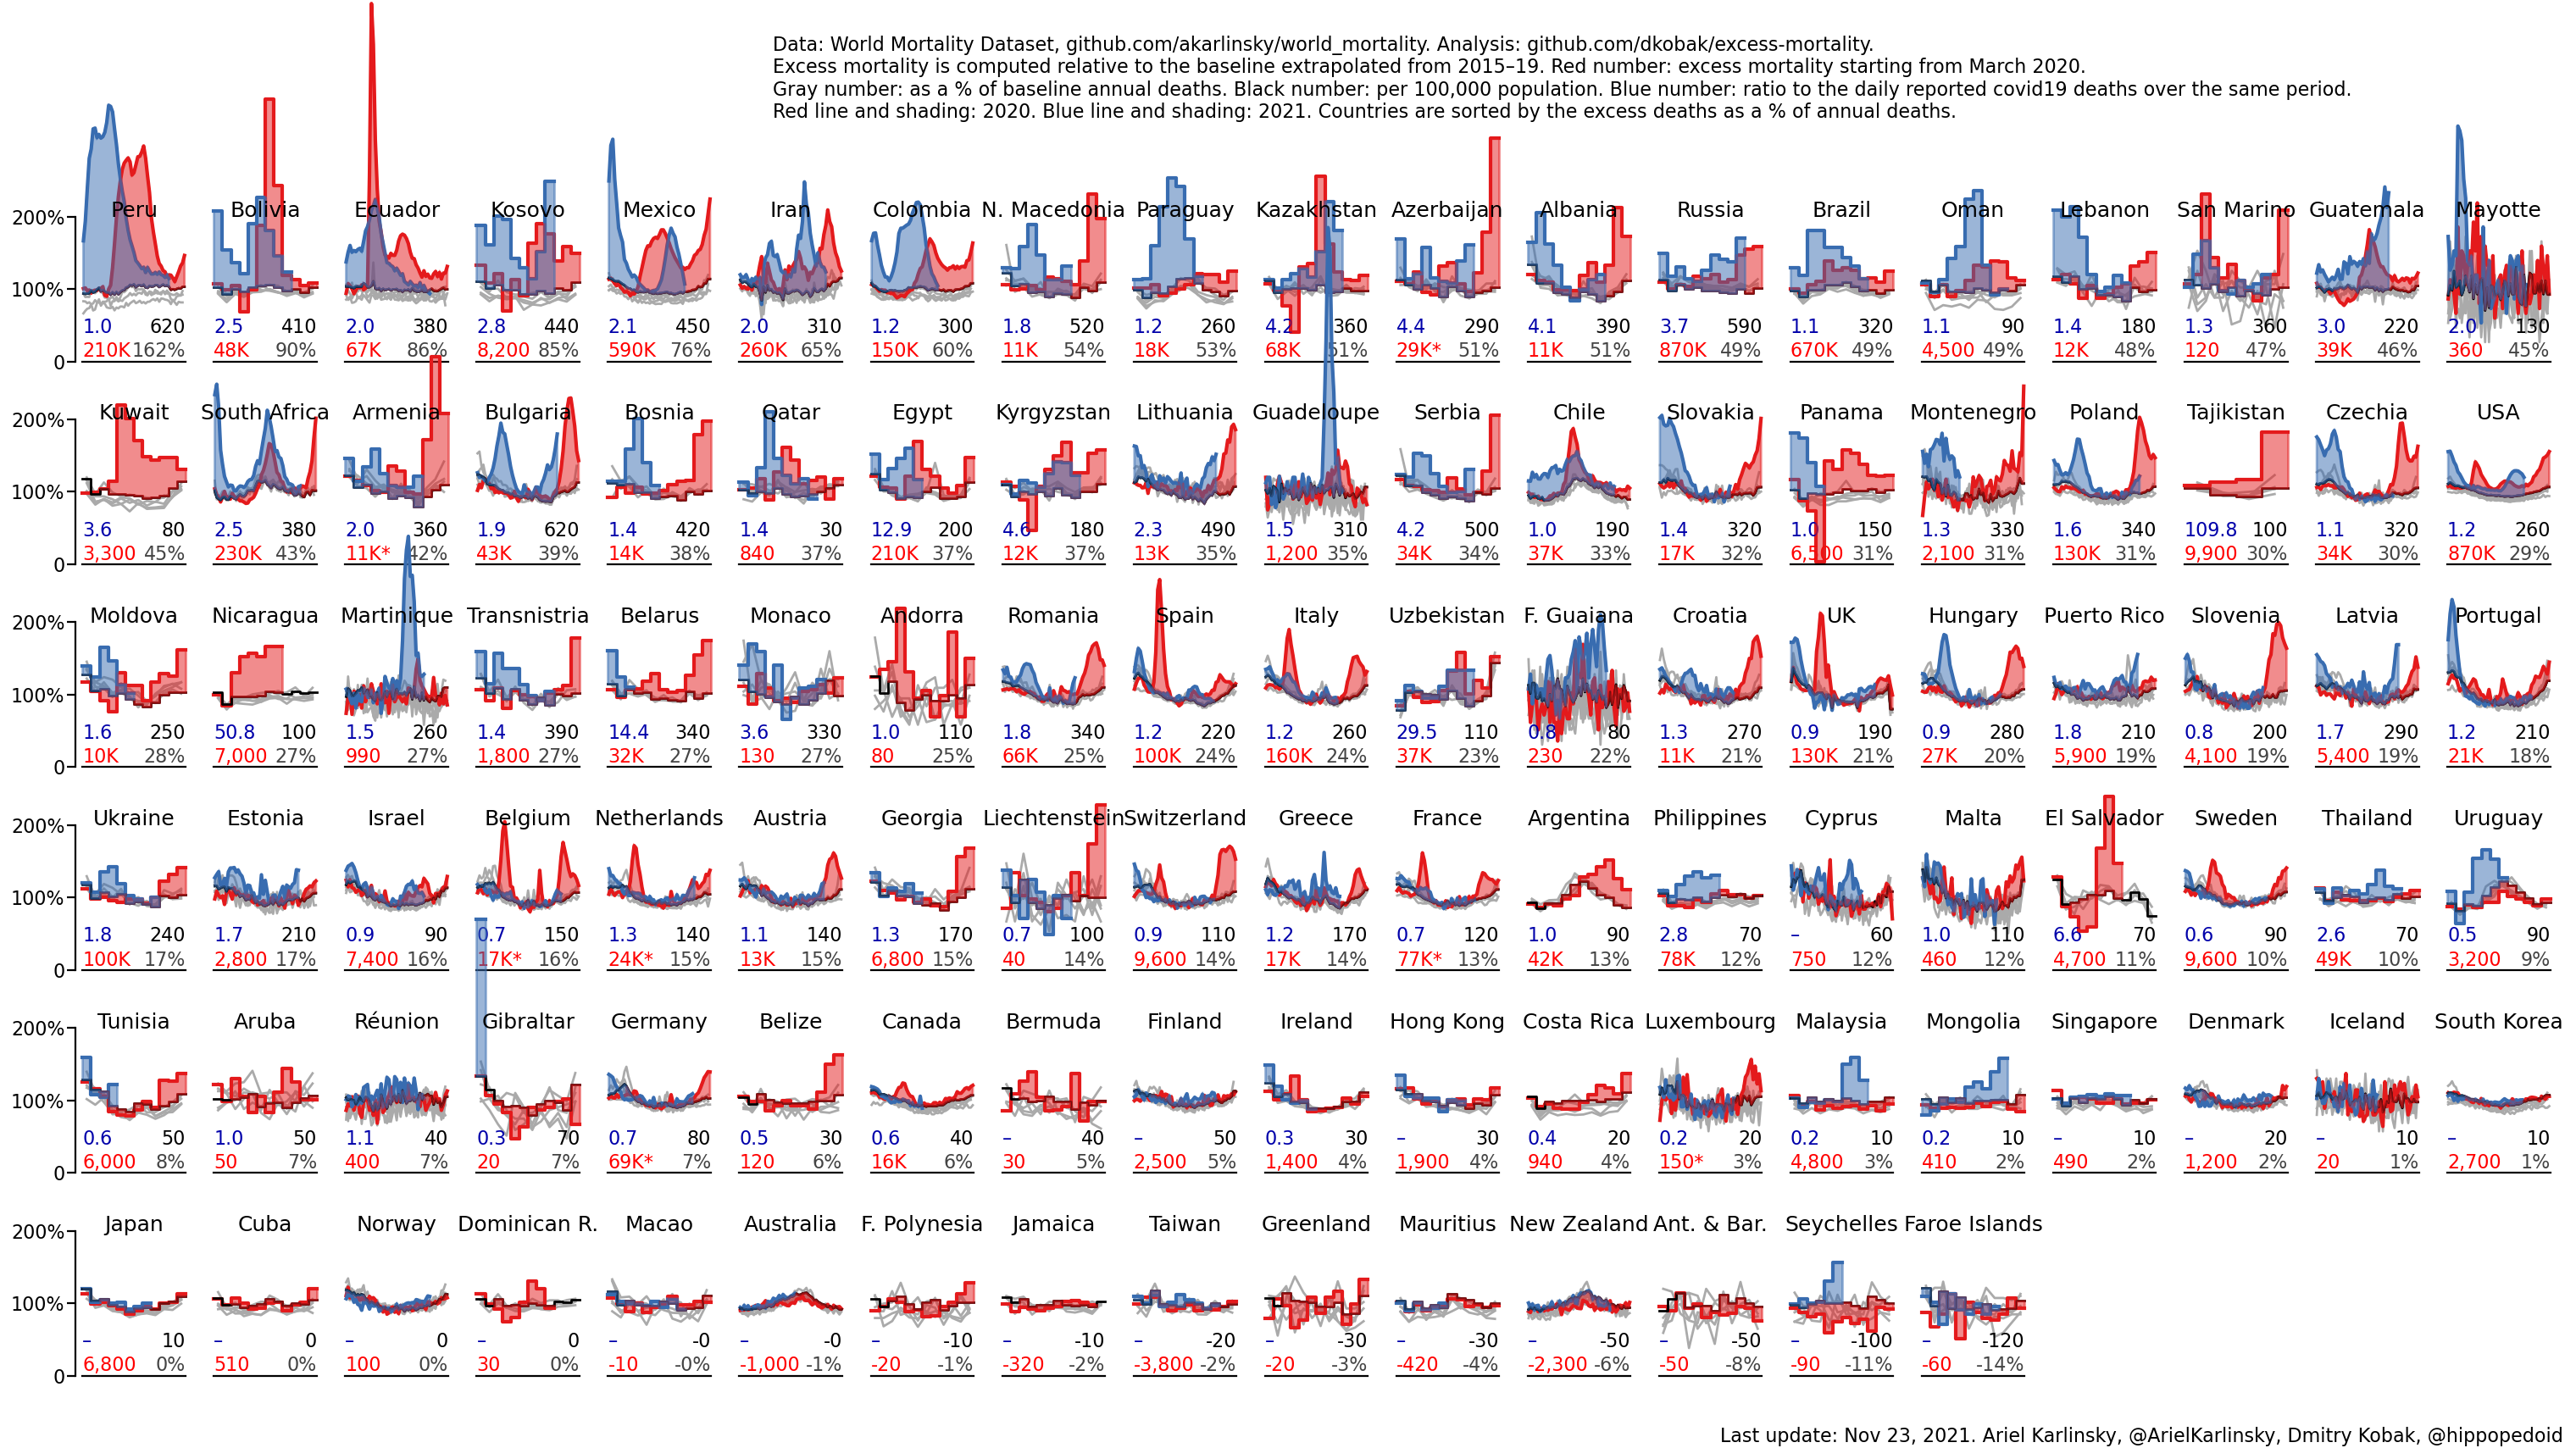 Data: World Mortality Dataset, github.com/akarlinsky/world_mortality. Analysis: github.com/dkobak/excess-mortality.
Excess mortality is computed relative to the baseline extrapolated from 2015–19. Red number: excess mortality starting from March 2020.
Gray number: as a % of baseline annual deaths. Black number: per 100,000 population. Blue number: ratio to the daily reported covid19 deaths over the same period.
Red line and shading: 2020. Blue line and shading: 2021. Countries are sorted by the excess deaths as a % of annual deaths.
200% Peru Bolivia Ecuador Kosovo Mexico Iran Colombia N. Macedonia Paraguay Kazakhstan Azerbaijan Albania Russia Brazil Oman Lebanon San Marino Guatemala Mayotte
100%
1.0 620 2.5 410 2.0 380 2.8 440 2.1 450 2.0 310 1.2 300 1.8 520 1.2 260 4.2 360 4.4 290 4.1 390 3.7 590 1.1 320 1.1 90 1.4 180 1.3 360 3.0 220 2.0 130
210K 162% 48K 90% 67K 86% 8,200 85% 590K 76% 260K 65% 150K 60% 11K 54% 18K 53% 68K 51% 29K* 51% 11K 51% 870K 49% 670K 49% 4,500 49% 12K 48% 120 47% 39K 46% 360 45%
0
200% Kuwait South Africa Armenia Bulgaria Bosnia Qatar Egypt Kyrgyzstan Lithuania Guadeloupe Serbia Chile Slovakia Panama Montenegro Poland Tajikistan Czechia USA
100%
3.6 80 2.5 380 2.0 360 1.9 620 1.4 420 1.4 30 12.9 200 4.6 180 2.3 490 1.5 310 4.2 500 1.0 190 1.4 320 1.0 150 1.3 330 1.6 340 109.8 100 1.1 320 1.2 260
3,300 45% 230K 43% 11K* 42% 43K 39% 14K 38% 840 37% 210K 37% 12K 37% 13K 35% 1,200 35% 34K 34% 37K 33% 17K 32% 6,500 31% 2,100 31% 130K 31% 9,900 30% 34K 30% 870K 29%
0
200% Moldova Nicaragua Martinique Transnistria Belarus Monaco Andorra Romania Spain Italy Uzbekistan F. Guaiana Croatia UK Hungary Puerto Rico Slovenia Latvia Portugal
100%
1.6 250 50.8 100 1.5 260 1.4 390 14.4 340 3.6 330 1.0 110 1.8 340 1.2 220 1.2 260 29.5 110 0.8 80 1.3 270 0.9 190 0.9 280 1.8 210 0.8 200 1.7 290 1.2 210
10K 28% 7,000 27% 990 27% 1,800 27% 32K 27% 130 27% 80 25% 66K 25% 100K 24% 160K 24% 37K 23% 230 22% 11K 21% 130K 21% 27K 20% 5,900 19% 4,100 19% 5,400 19% 21K 18%
0
200% Ukraine Estonia Israel Belgium Netherlands Austria Georgia Liechtenstein Switzerland Greece France Argentina Philippines Cyprus Malta El Salvador Sweden Thailand Uruguay
100%
1.8 240 1.7 210 0.9 90 0.7 150 1.3 140 1.1 140 1.3 170 0.7 100 0.9 110 1.2 170 0.7 120 1.0 90 2.8 70 – 60 1.0 110 6.6 70 0.6 90 2.6 70 0.5 90
100K 17% 2,800 17% 7,400 16% 17K* 16% 24K* 15% 13K 15% 6,800 15% 40 14% 9,600 14% 17K 14% 77K* 13% 42K 13% 78K 12% 750 12% 460 12% 4,700 11% 9,600 10% 49K 10% 3,200 9%
0
200% Tunisia Aruba Réunion Gibraltar Germany Belize Canada Bermuda Finland Ireland Hong Kong Costa Rica Luxembourg Malaysia Mongolia Singapore Denmark Iceland South Korea
100%
0.6 50 1.0 50 1.1 40 0.3 70 0.7 80 0.5 30 0.6 40 – 40 – 50 0.3 30 – 30 0.4 20 0.2 20 0.2 10 0.2 10 – 10 – 20 – 10 – 10
6,000 8% 50 7% 400 7% 20 7% 69K* 7% 120 6% 16K 6% 30 5% 2,500 5% 1,400 4% 1,900 4% 940 4% 150* 3% 4,800 3% 410 2% 490 2% 1,200 2% 20 1% 2,700 1%
0
200% Japan Cuba Norway Dominican R. Macao Australia F. Polynesia Jamaica Taiwan Greenland Mauritius New Zealand Ant. & Bar. Seychelles Faroe Islands
100%
– 10 – 0 – 0 – 0 – -0 – -0 – -10 – -10 – -20 – -30 – -30 – -50 – -50 – -100 – -120
6,800 0% 510 0% 100 0% 30 0% -10 -0% -1,000 -1% -20 -1% -320 -2% -3,800 -2% -20 -3% -420 -4% -2,300 -6% -50 -8% -90 -11% -60 -14%
0
Last update: Nov 23, 2021. Ariel Karlinsky, @ArielKarlinsky, Dmitry Kobak, @hippopedoid